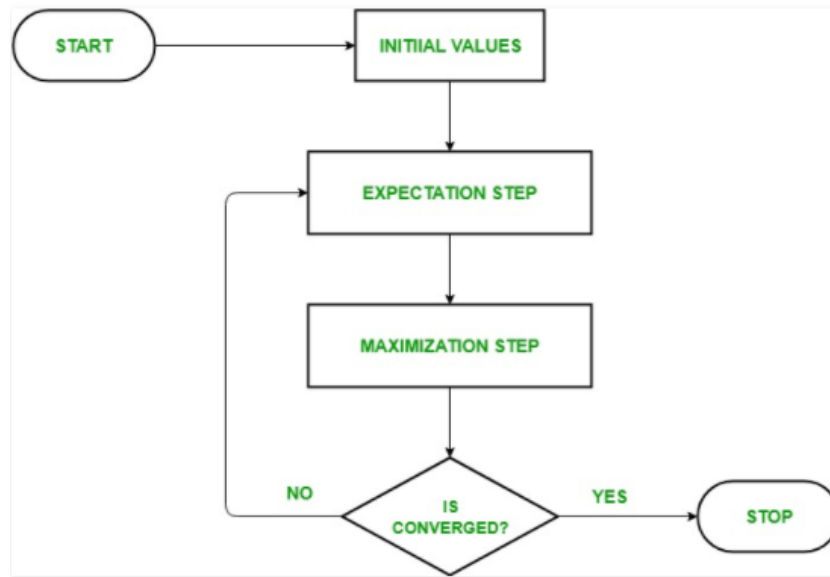 START
INITIIAL VALUES
EXPECTATION STEP
MAXIMIZATION STEP
NO
IS
CONVERGED?
YES
STOP